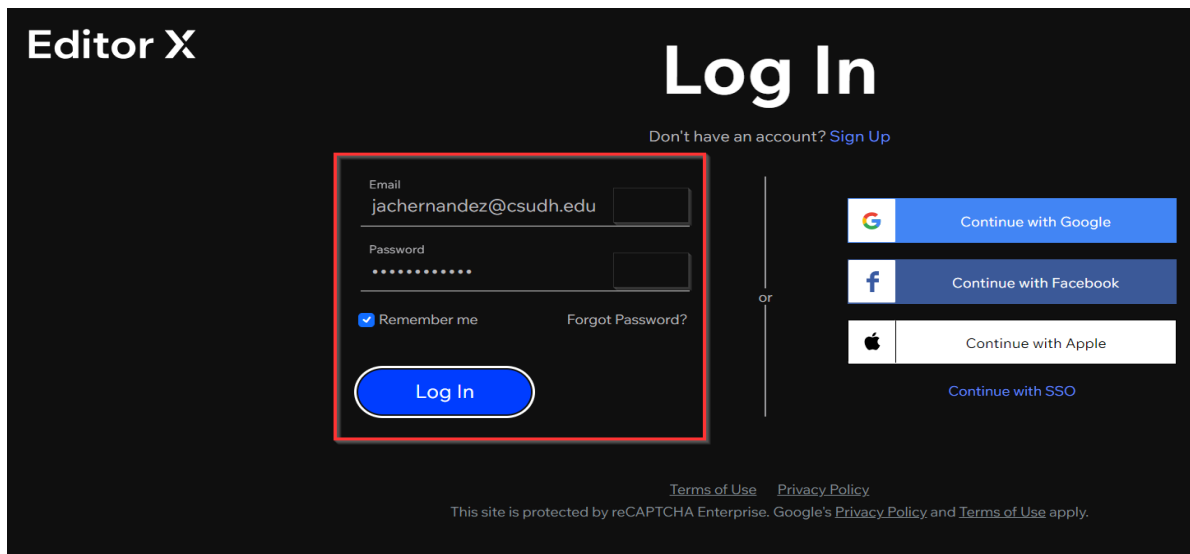 Editor X
Log In
Don't have an account? Sign Up
Email
jachernandez@csudh.edu
Password
••••••••••••
Remember me
Forgot Password?
Log In
or
Continue with Google
Continue with Facebook
Continue with Apple
Continue with SSO
Terms of Use Privacy Policy
This site is protected by reCAPTCHA Enterprise. Google's Privacy Policy and Terms of Use apply.